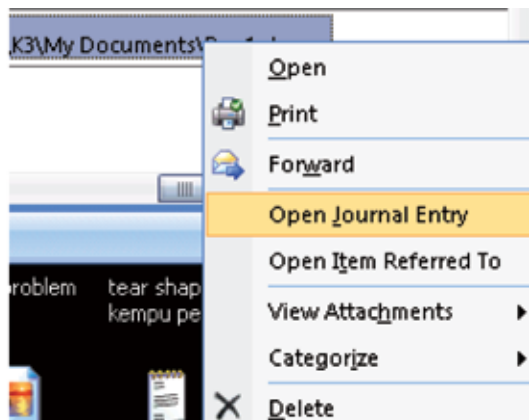 K3\My Documents\
Open
Print
Forward
Open Journal Entry
Open Item Referred To
View Attachments
Categorize
Delete
problem
tear shap
kempu pe